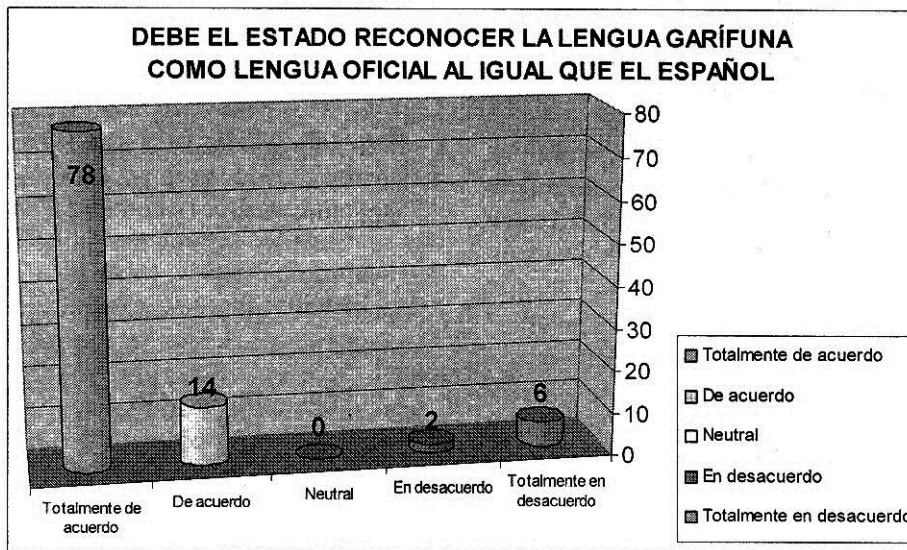 DEBE EL ESTADO RECONOCER LA LENGUA GARÍFUNA
COMO LENGUA OFICIAL AL IGUAL QUE EL ESPAÑOL
80
70
60
50
40
30
20
10
0
78
14
0
2
6
Totalmente de
acuerdo
De acuerdo
Neutral
En desacuerdo
Totalmente en
desacuerdo
Totalmente de acuerdo
De acuerdo
Neutral
En desacuerdo
Totalmente en desacuerdo